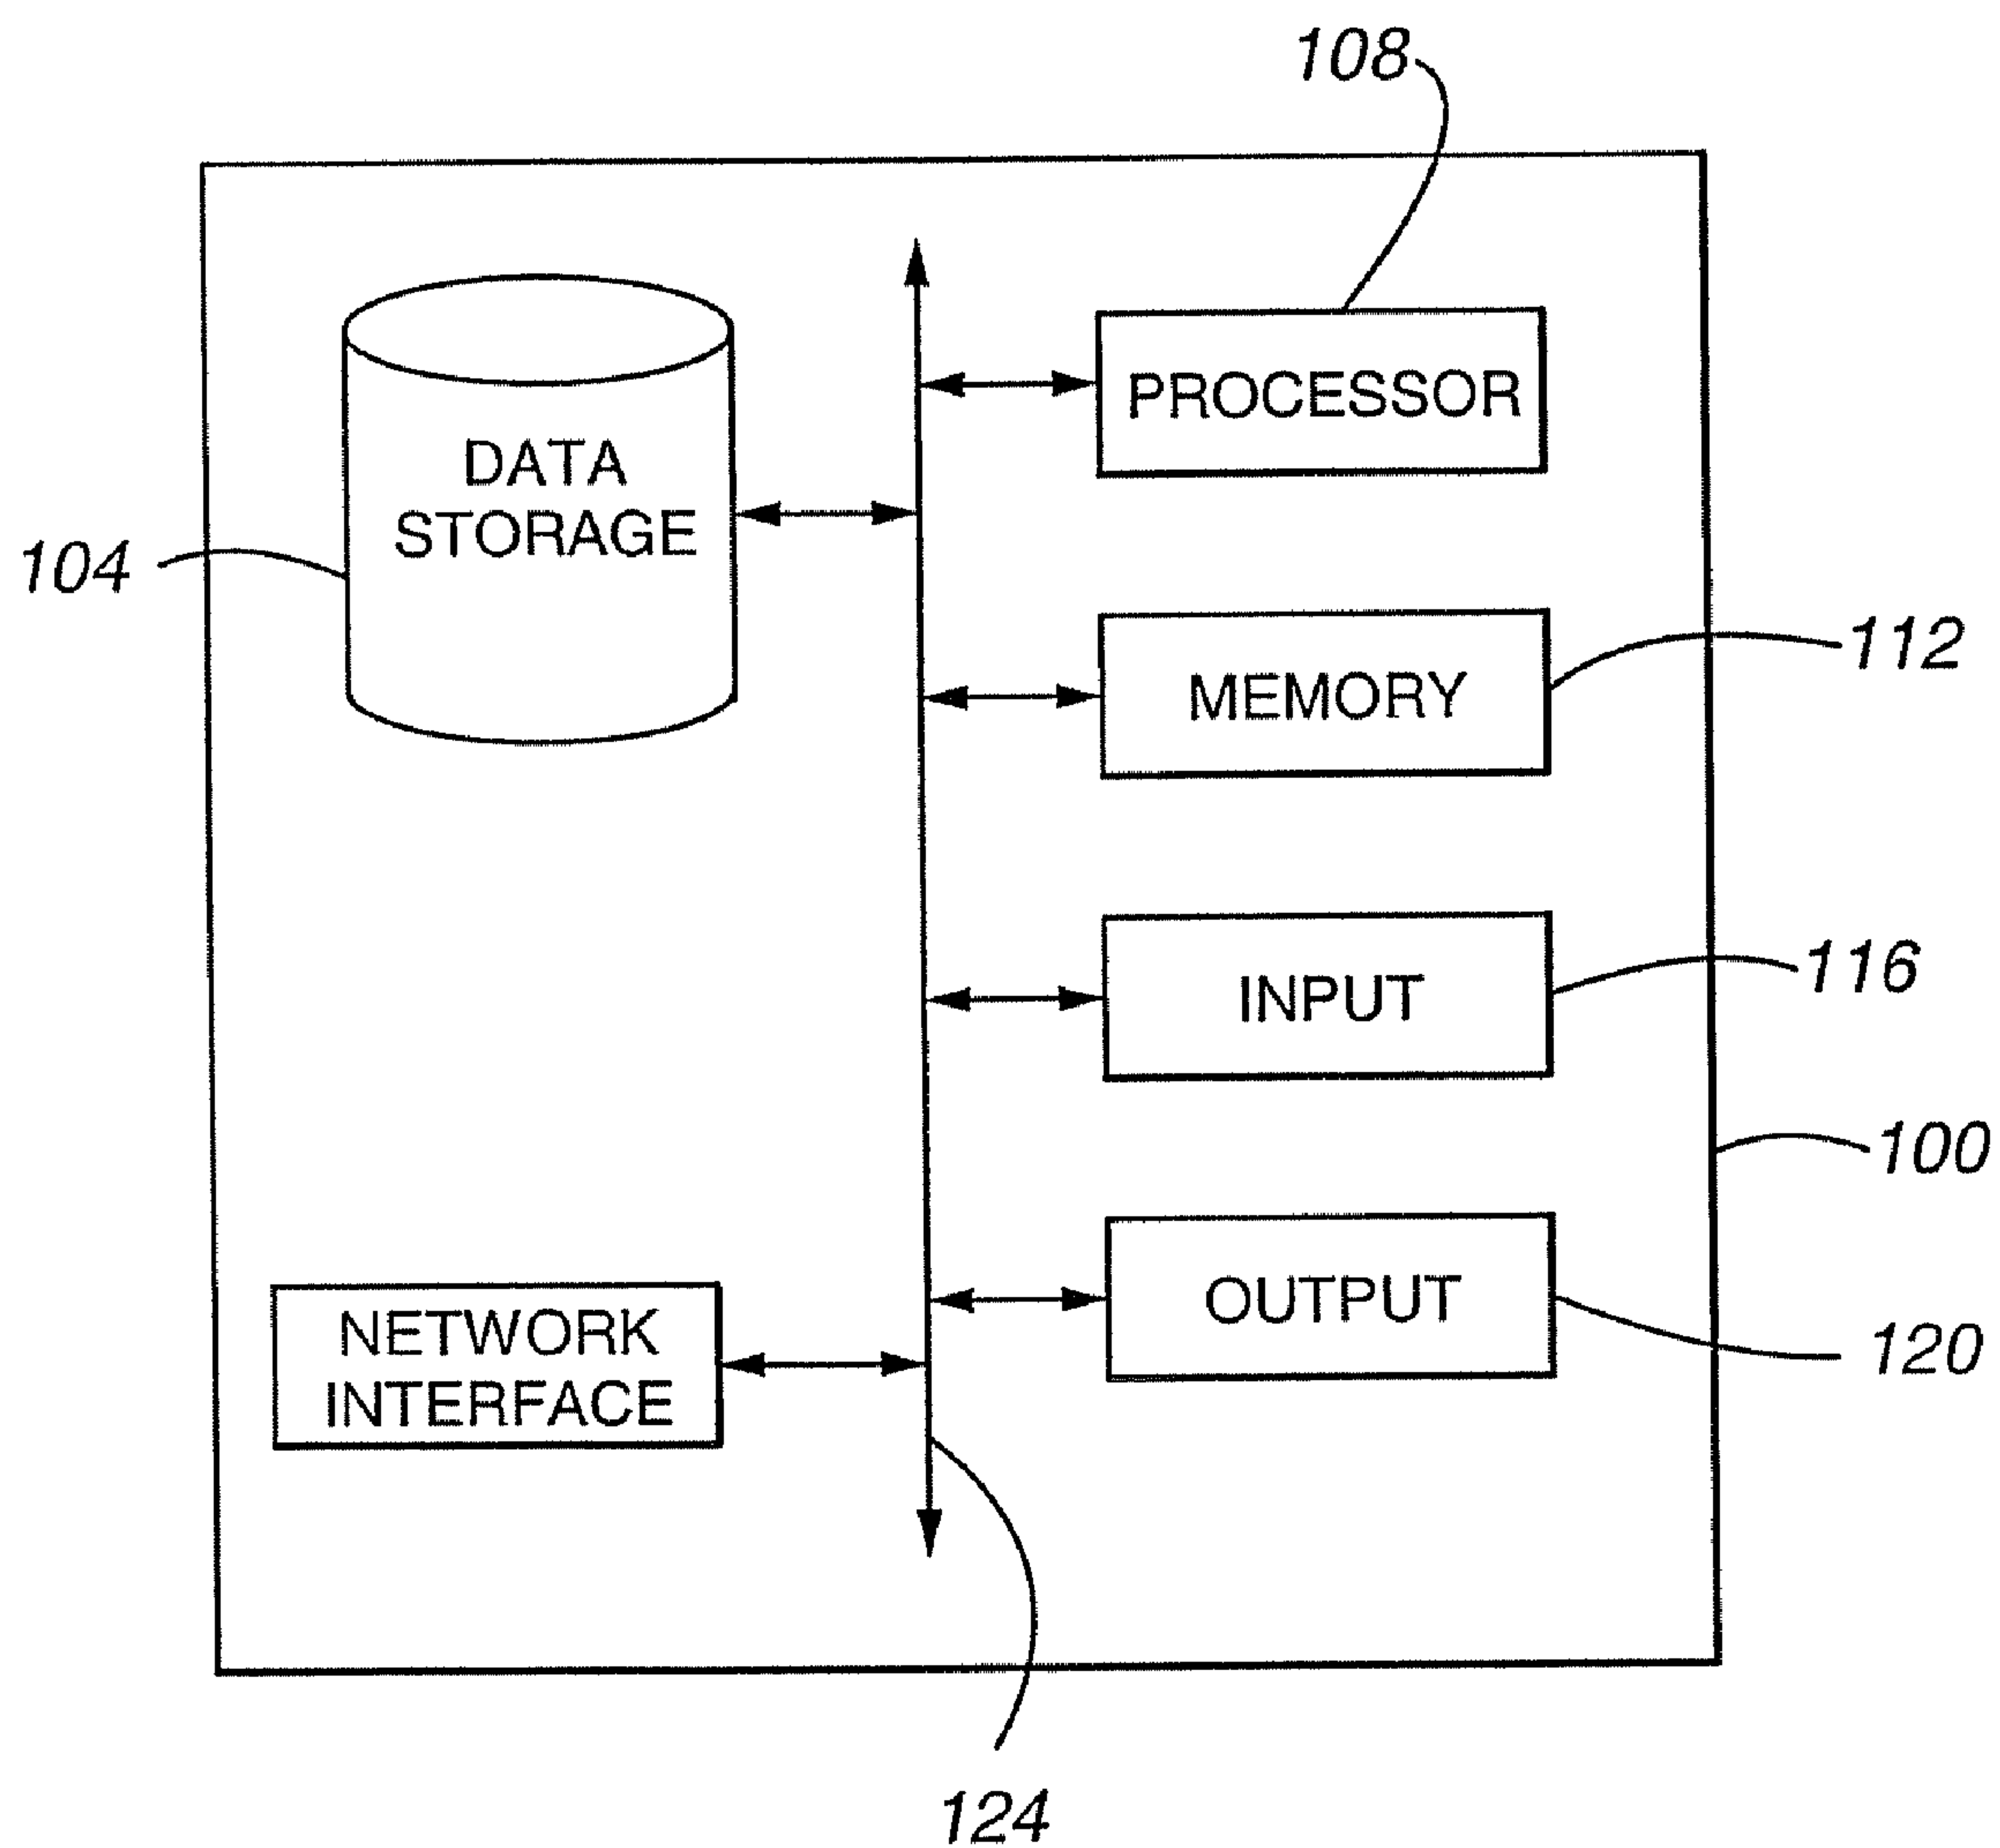 108
DATA
STORAGE
PROCESSOR
104
MEMORY
112
INPUT
116
100
NETWORK
INTERFACE
OUTPUT
120
124